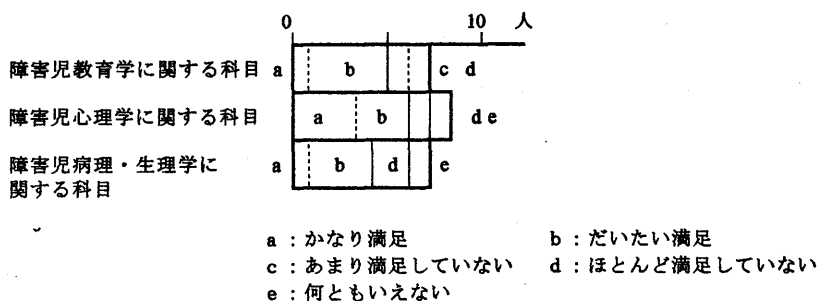 0 10 人
障害児教育学に関する科目 a b c d
障害児心理学に関する科目 a b d e
障害児病理・生理学に a b d e
関する科目
a：かなり満足 b：だいたい満足
c：あまり満足していない d：ほとんど満足していない
e：何ともいえない